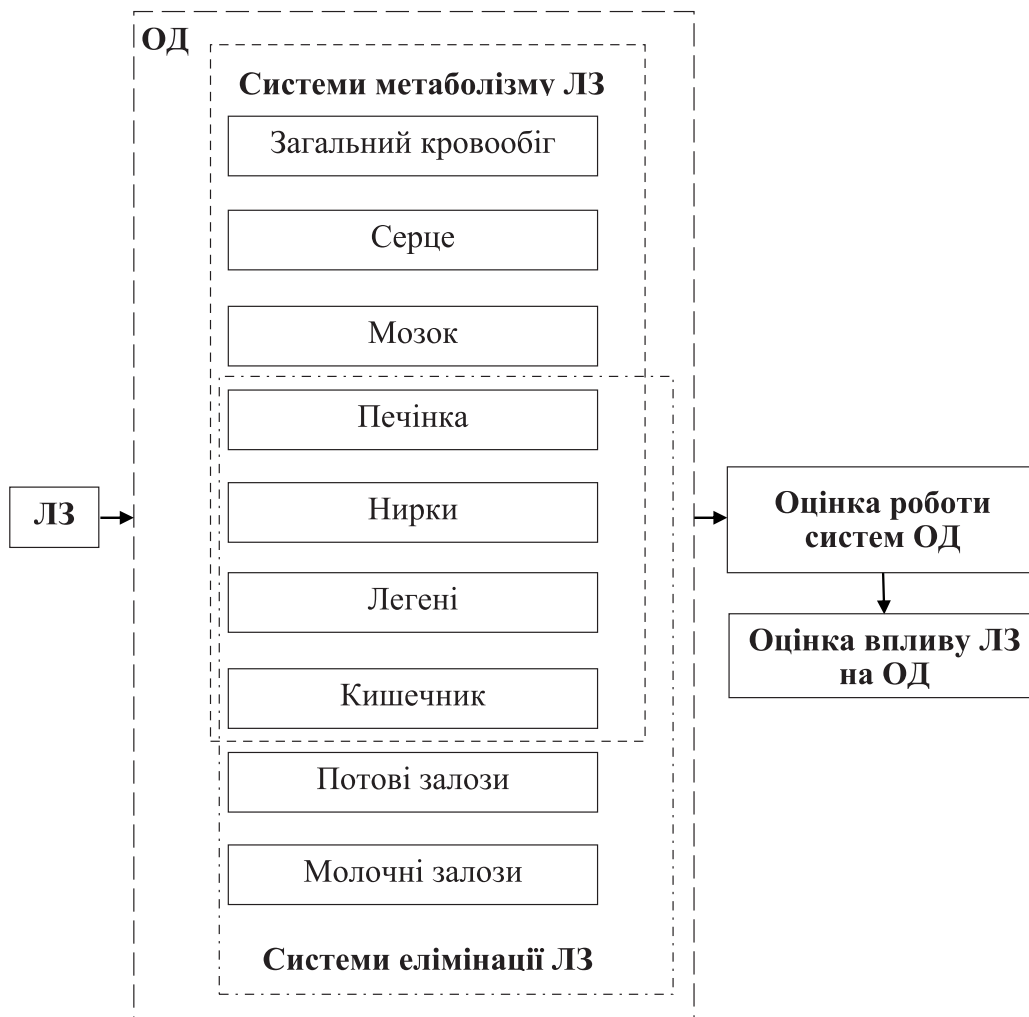 ОД
Системи метаболізму ЛЗ
Загальний кровообіг
Серце
Мозок
Печінка
Нирки
Легені
Кишечник
Потові залози
Молочні залози
Системи елімінації ЛЗ
ЛЗ
Оцінка роботи
систем ОД
Оцінка впливу ЛЗ
на ОД